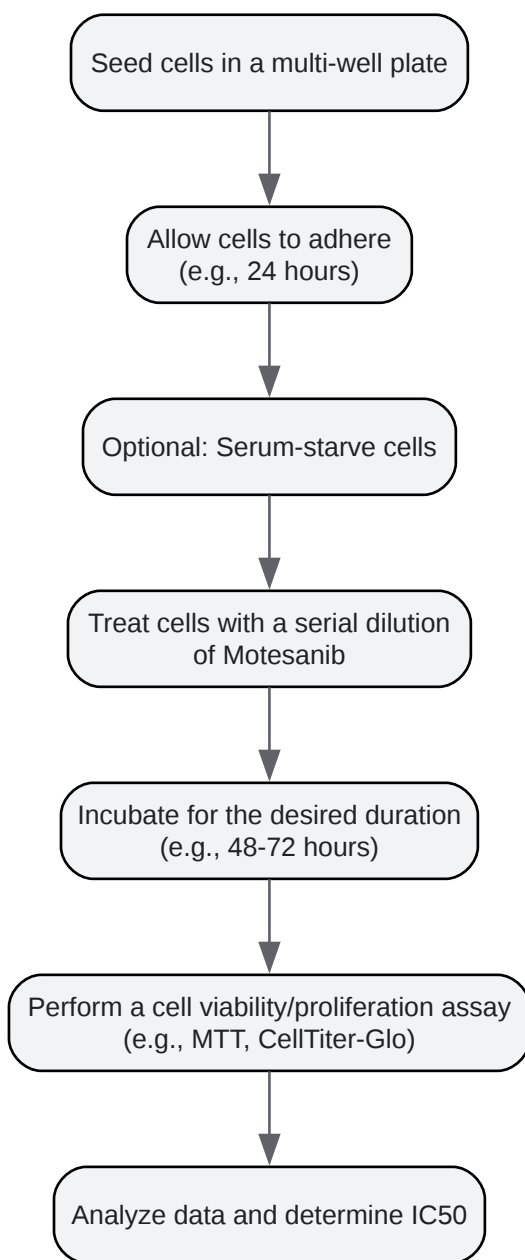 Seed cells in a multi-well plate
Allow cells to adhere
(e.g., 24 hours)
Optional: Serum-starve cells
Treat cells with a serial dilution
of Motesanib
Incubate for the desired duration
(e.g., 48-72 hours)
Perform a cell viability/proliferation assay
(e.g., MTT, CellTiter-Glo)
Analyze data and determine IC50